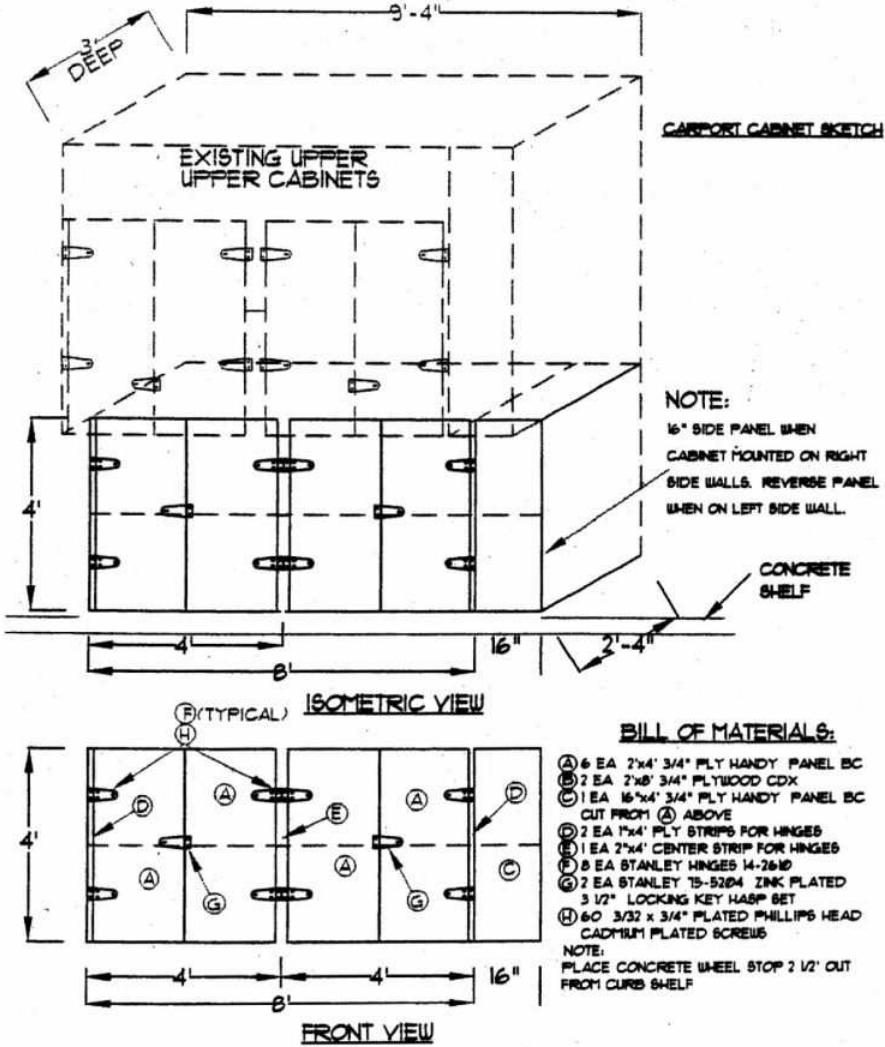 9'-4"
3'
DEEP
CARPORT CABINET SKETCH
EXISTING UPPER
UPPER CABINETS
NOTE:
16" SIDE PANEL WHEN
CABINET MOUNTED ON RIGHT
SIDE WALLS. REVERSE PANEL
WHEN ON LEFT SIDE WALL.
4'
CONCRETE
SHELF
4'
16"
2'-4"
8'
ISOMETRIC VIEW
F (TYPICAL)
H
BILL OF MATERIALS:
A 6 EA 2'x4' 3/4" PLY HANDY PANEL BC
B 2 EA 2'x8' 3/4" PLYWOOD CDX
C 1 EA 16"x4' 3/4" PLY HANDY PANEL BC
CUT FROM A ABOVE
D 2 EA 1"x4' PLY STRIPS FOR HINGES
E 1 EA 2"x4' CENTER STRIP FOR HINGES
F 8 EA STANLEY HINGES 14-2610
G 2 EA STANLEY 75-5204 ZINK PLATED
3 1/2" LOCKING KEY HASP SET
H 60 3/32 x 3/4" PLATED PHILLIPS HEAD
CADMIUM PLATED SCREWS
NOTE:
PLACE CONCRETE WHEEL STOP 2 1/2' OUT
FROM CURB SHELF
4'
D
A
E
A
D
A
G
A
G
C
4'
4'
16"
8'
FRONT VIEW